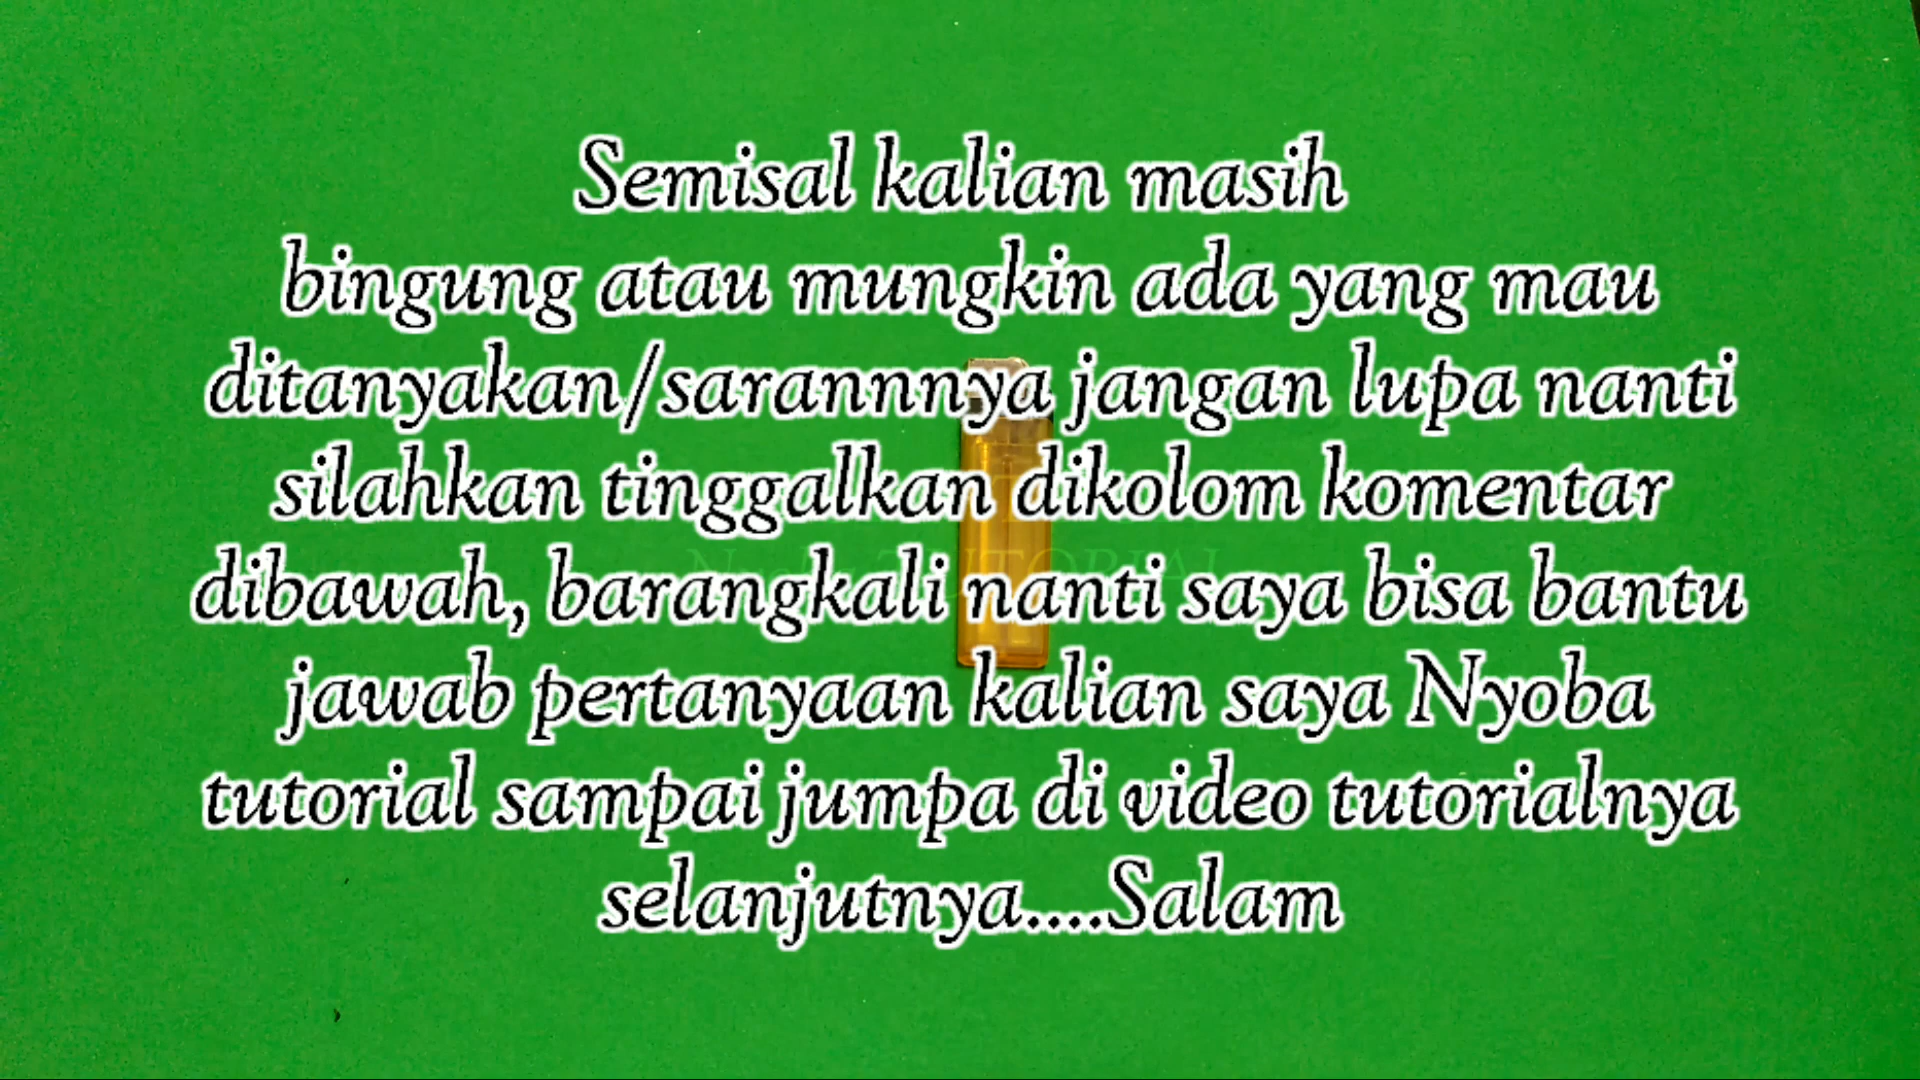 Semisal kalian masih
bingung atau mungkin ada yang mau
ditanyakan/sarannnya jangan lupa nanti
silahkan tinggalkan dikolom komentar
dibawah, barangkali nanti saya bisa bantu
jawab pertanyaan kalian saya Nyoba
tutorial sampai jumpa di video tutorialnya
selanjutnya....Salam